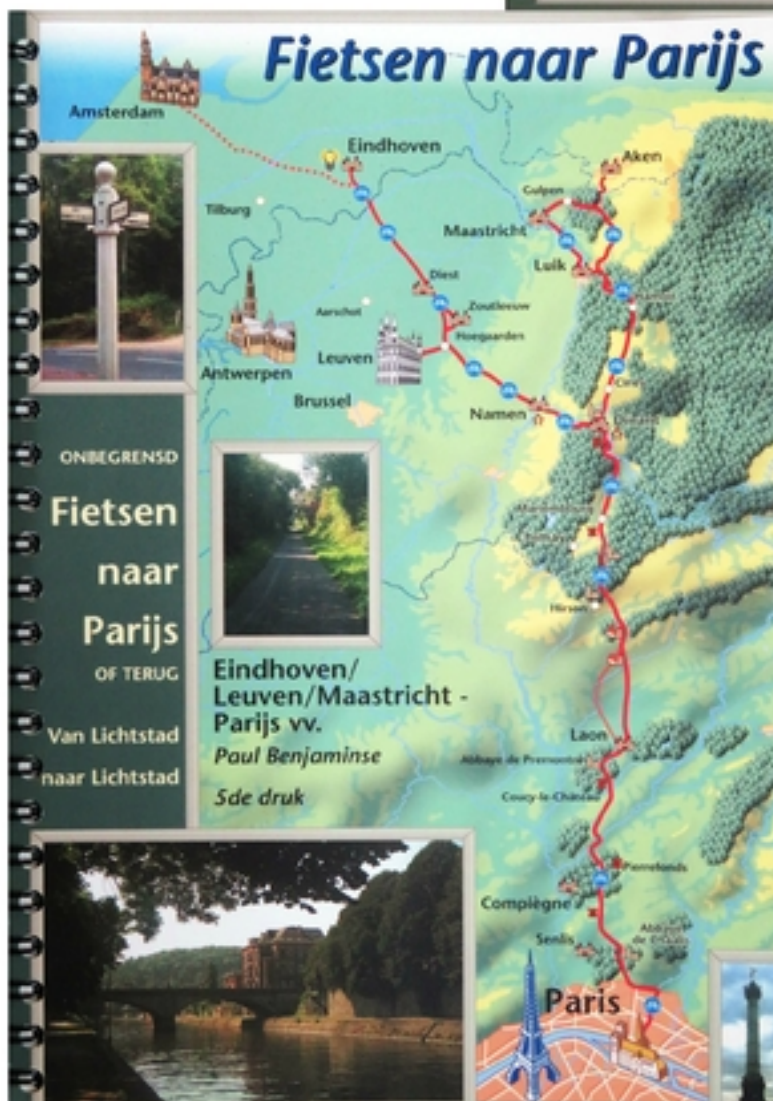 Fietsen naar Parijs
Amsterdam
Eindhoven
Aken
Gulpen
Tilburg
Maastricht
Luik
Diest
Aarschot
Zoutleeuw
Hoegaarden
Leuven
Antwerpen
Brussel
Namen
Hirson
Laon
Abbaye de Premontré
Coucy-le-Château
Pierrefonds
Compiègne
Senlis
Abbaye
Paris
ONBEGRENSD
Fietsen
naar
Parijs
OF TERUG
Van Lichtstad
naar Lichtstad
Eindhoven/
Leuven/Maastricht -
Parijs vv.
Paul Benjaminse
5de druk